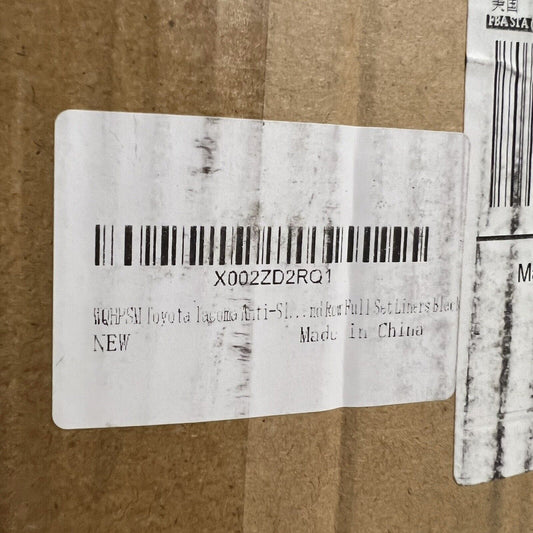 美国
FBA STA
X002ZD2RQ1
WQHPSM Toyota Tacoma Anti-Sl...nd Row Full Set Liners Black
NEW
Made in China
Ma